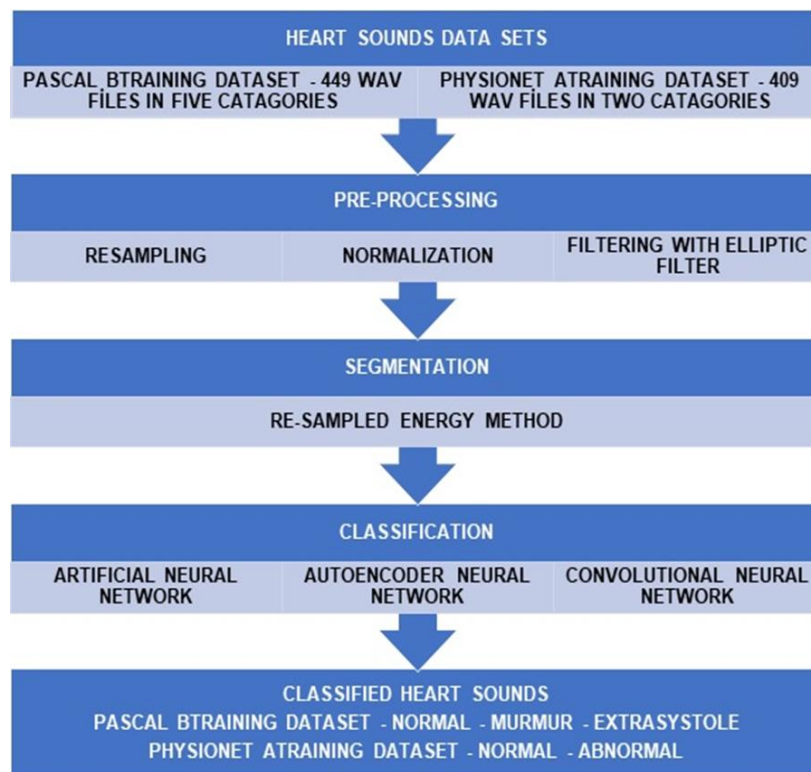 HEART SOUNDS DATA SETS
PASCAL BTRAINING DATASET - 449 WAV
FİLES IN FIVE CATAGORIES
PHYSIONET ATRAINING DATASET - 409
WAV FİLES IN TWO CATAGORIES
PRE-PROCESSING
RESAMPLING
NORMALIZATION
FILTERING WITH ELLIPTIC
FILTER
SEGMENTATION
RE-SAMPLED ENERGY METHOD
CLASSIFICATION
ARTIFICIAL NEURAL
NETWORK
AUTOENCODER NEURAL
NETWORK
CONVOLUTIONAL NEURAL
NETWORK
CLASSIFIED HEART SOUNDS
PASCAL BTRAINING DATASET - NORMAL - MURMUR - EXTRASYSTOLE
PHYSIONET ATRAINING DATASET - NORMAL - ABNORMAL